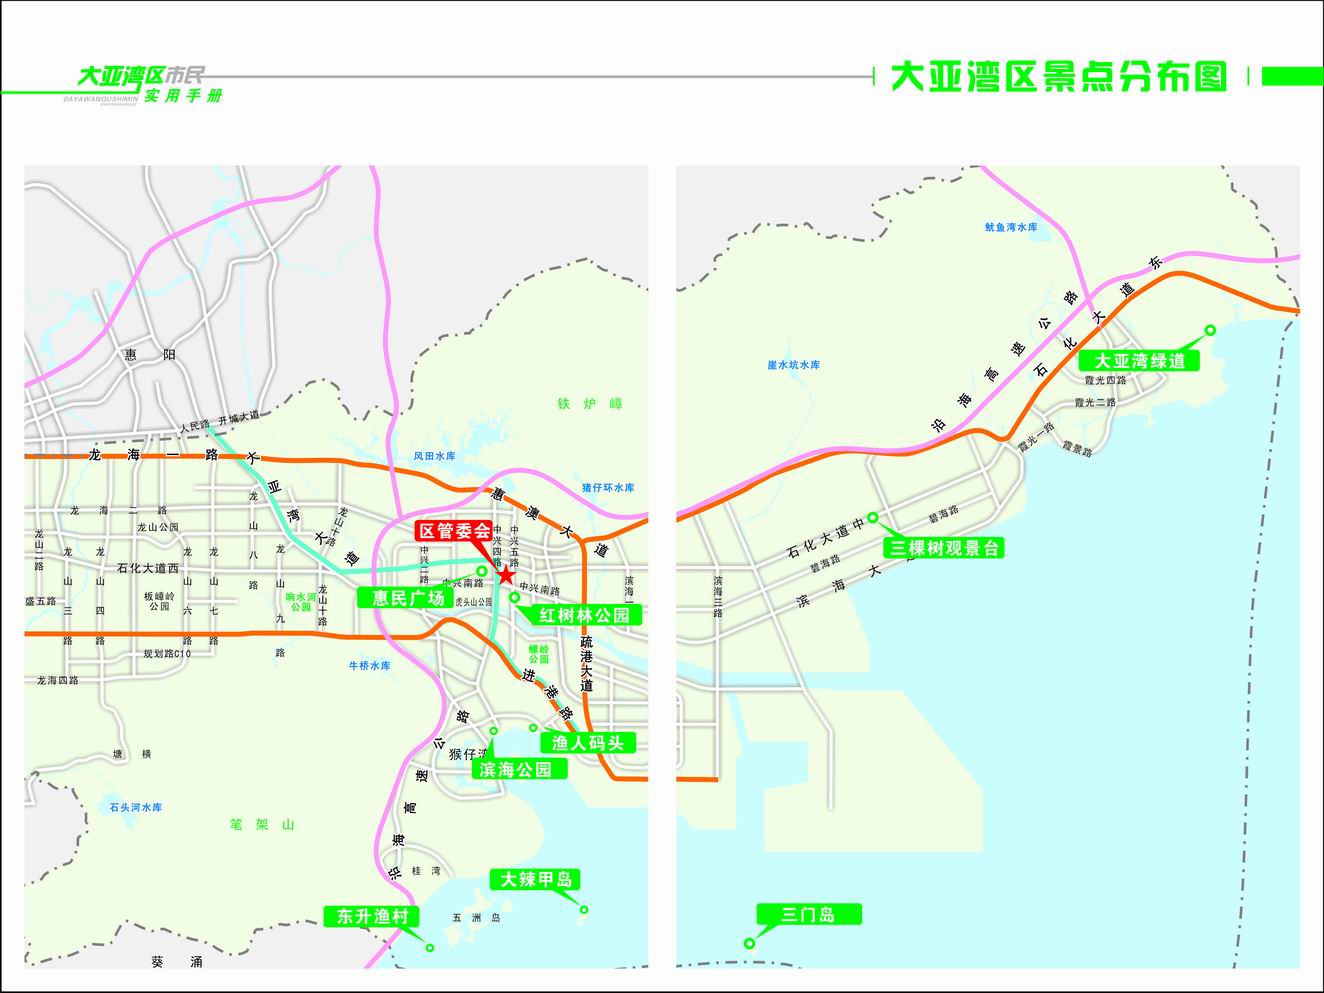 大亚湾区市民
DAYAWANQUSHIMIN
SHIYONGSHOUCE
实用手册
大亚湾区景点分布图
鱿鱼湾水库
沿海高速公路
石化大道东
大亚湾绿道
霞光四路
霞光二路
霞光一路
霞景路
崖水坑水库
惠 阳
人民路
开城大道
铁 炉 嶂
龙海一路
大亚湾大道
风田水库
猪仔环水库
惠澳大道
龙海二路
龙山公园
龙山二路
龙山三路
龙山四路
龙山六路
龙山七路
龙山八路
龙山九路
龙山十路
龙山十路
石化大道西
盛五路
板嶂岭
公园
响水河
公园
规划路C10
龙海四路
区管委会
中兴四路
中兴五路
中兴二路
中兴南路
中兴南路
惠民广场
虎头山公园
红树林公园
滨海一
滨海三路
石化大道中
碧海路
碧海路
三棵树观景台
滨海大
疏港大道
螺岭
公园
进港路
牛桥水库
渔人码头
猴仔湾
滨海公园
塘 横
石头河水库
笔 架 山
沿海高速公路
桂 湾
大辣甲岛
东升渔村
五 洲 岛
三门岛
葵 涌